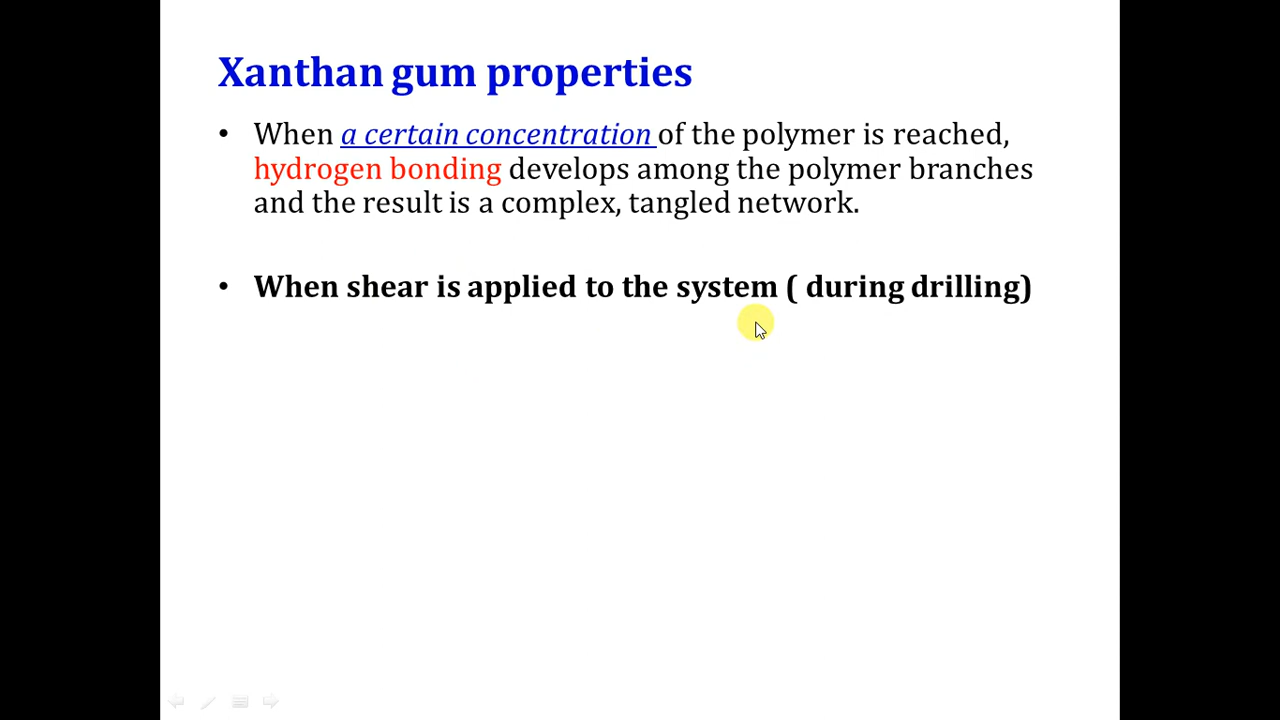 Xanthan gum properties
• When a certain concentration of the polymer is reached,
hydrogen bonding develops among the polymer branches
and the result is a complex, tangled network.
• When shear is applied to the system ( during drilling)